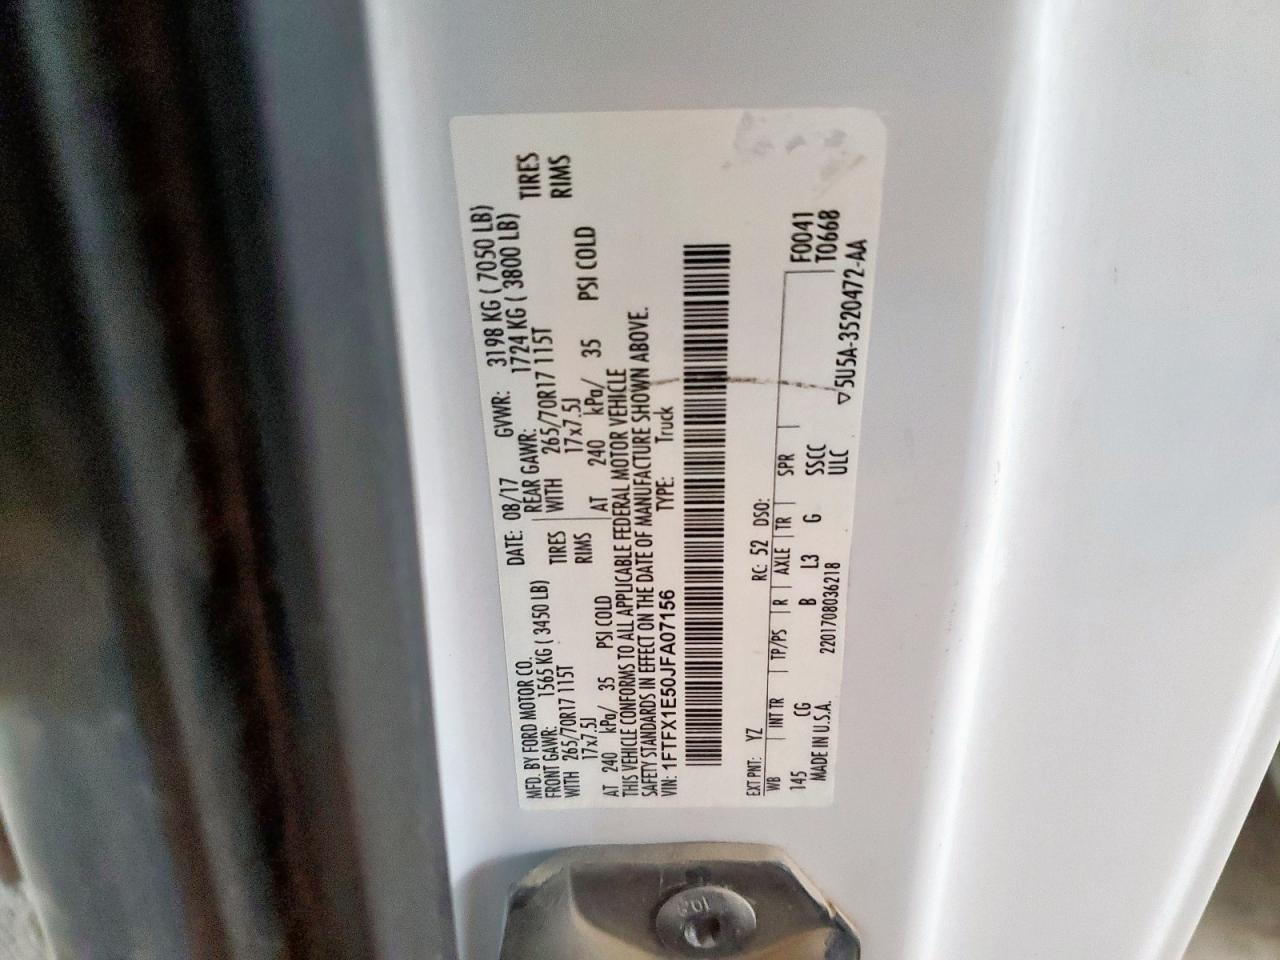 MFD. BY FORD MOTOR CO. DATE: 08/17 GVWR: 3198 KG ( 7050 LB)
FRONT GAWR: 1565 KG ( 3450 LB) REAR GAWR: 1724 KG ( 3800 LB)
WITH 265/70R17 115T TIRES WITH 265/70R17 115T TIRES
17x7.5J RIMS 17x7.5J RIMS
AT 240 kPa/ 35 PSI COLD AT 240 kPa/ 35 PSI COLD
THIS VEHICLE CONFORMS TO ALL APPLICABLE FEDERAL MOTOR VEHICLE
SAFETY STANDARDS IN EFFECT ON THE DATE OF MANUFACTURE SHOWN ABOVE.
VIN: 1FTFX1E50JFA07156 TYPE: Truck
EXT PNT: YZ RC: 52 DSO:
WB INT TR TP/PS R AXLE TR SPR F0041
145 CG B L3 G SSCC T0668
MADE IN U.S.A. 2201708036218 ULC
▽5U5A-3520472-AA
10.9